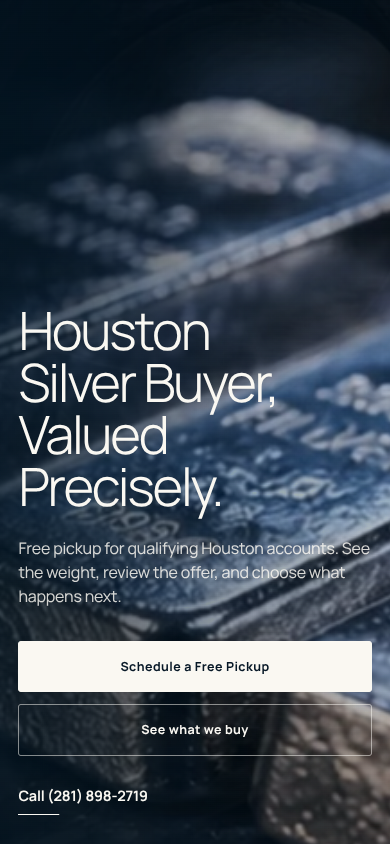 Houston
Silver Buyer,
Valued
Precisely.
Free pickup for qualifying Houston accounts. See
the weight, review the offer, and choose what
happens next.
Schedule a Free Pickup
See what we buy
Call (281) 898-2719